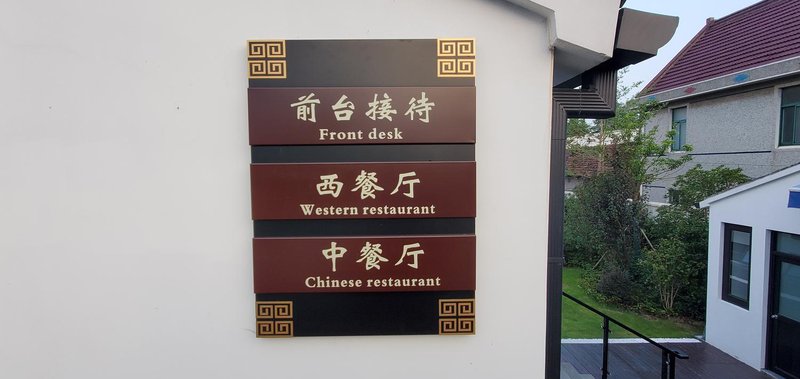 前台接待
Front desk
西餐厅
Western restaurant
中餐厅
Chinese restaurant